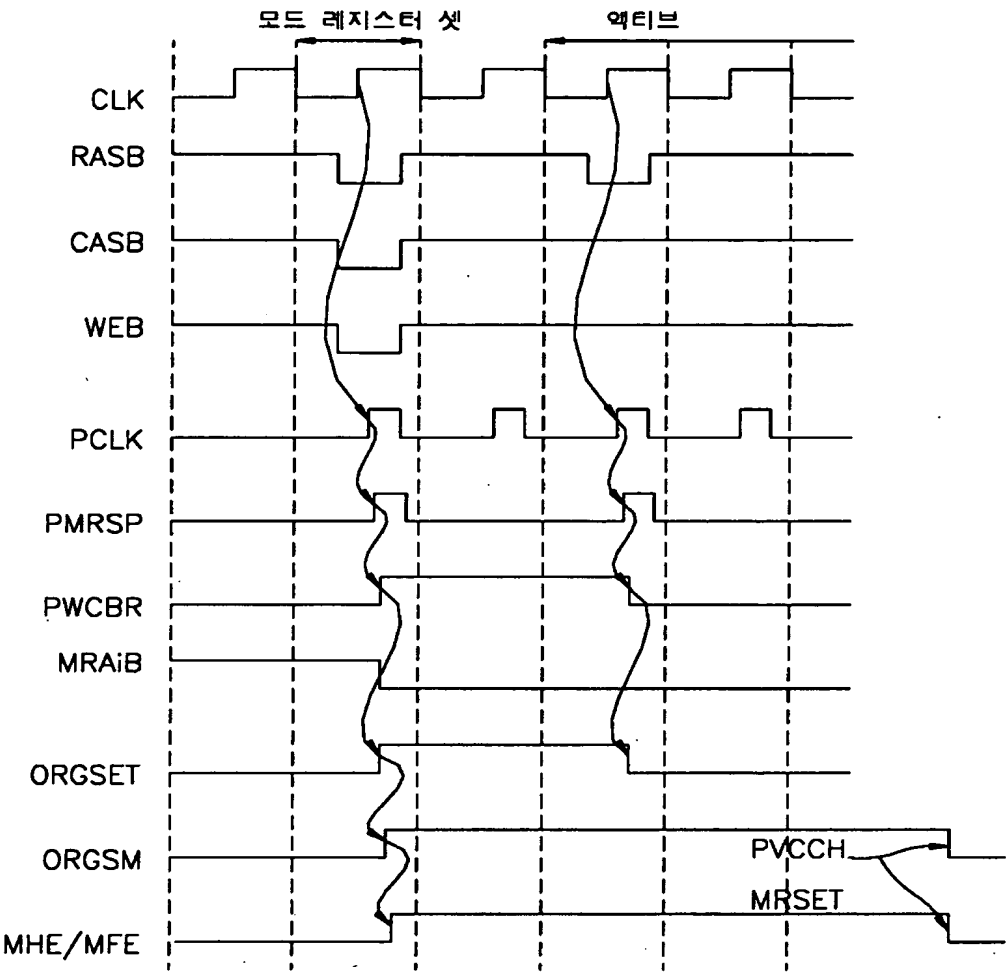 모드 레지스터 셋
액티브
CLK
RASB
CASB
WEB
PCLK
PMRSP
PWCBR
MRAiB
ORGSET
ORGSM
PVCCH
MRSET
MHE/MFE